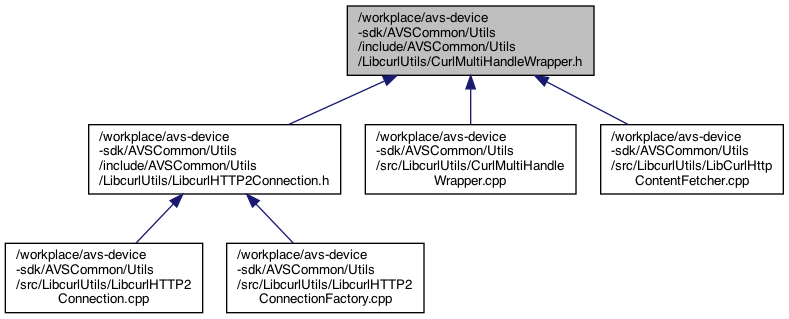 /workplace/avs-device
-sdk/AVSCommon/Utils
/include/AVSCommon/Utils
/LibcurlUtils/CurlMultiHandleWrapper.h
/workplace/avs-device
-sdk/AVSCommon/Utils
/include/AVSCommon/Utils
/LibcurlUtils/LibcurlHTTP2Connection.h
/workplace/avs-device
-sdk/AVSCommon/Utils
/src/LibcurlUtils/CurlMultiHandle
Wrapper.cpp
/workplace/avs-device
-sdk/AVSCommon/Utils
/src/LibcurlUtils/LibCurlHttp
ContentFetcher.cpp
/workplace/avs-device
-sdk/AVSCommon/Utils
/src/LibcurlUtils/LibcurlHTTP2
Connection.cpp
/workplace/avs-device
-sdk/AVSCommon/Utils
/src/LibcurlUtils/LibcurlHTTP2
ConnectionFactory.cpp